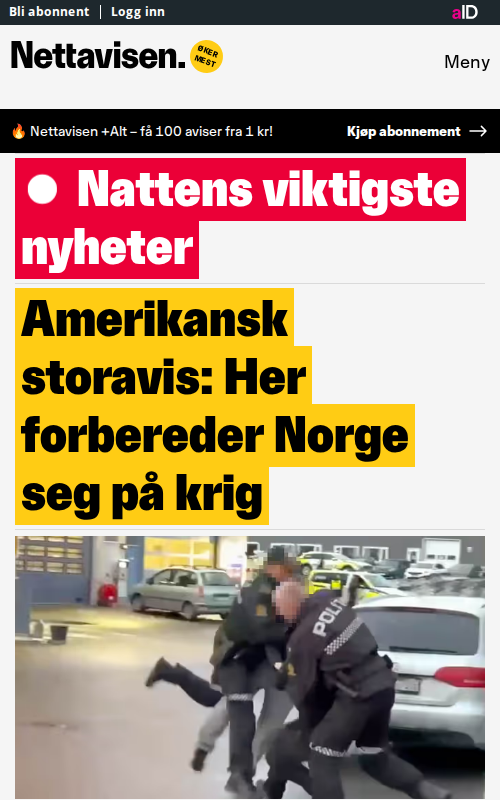 Bli abonnent
Logg inn
aID
Nettavisen.
ØKER
MEST
Meny
🔥 Nettavisen +Alt – få 100 aviser fra 1 kr!
Kjøp abonnement →
Nattens viktigste
nyheter
Amerikansk
storavis: Her
forbereder Norge
seg på krig